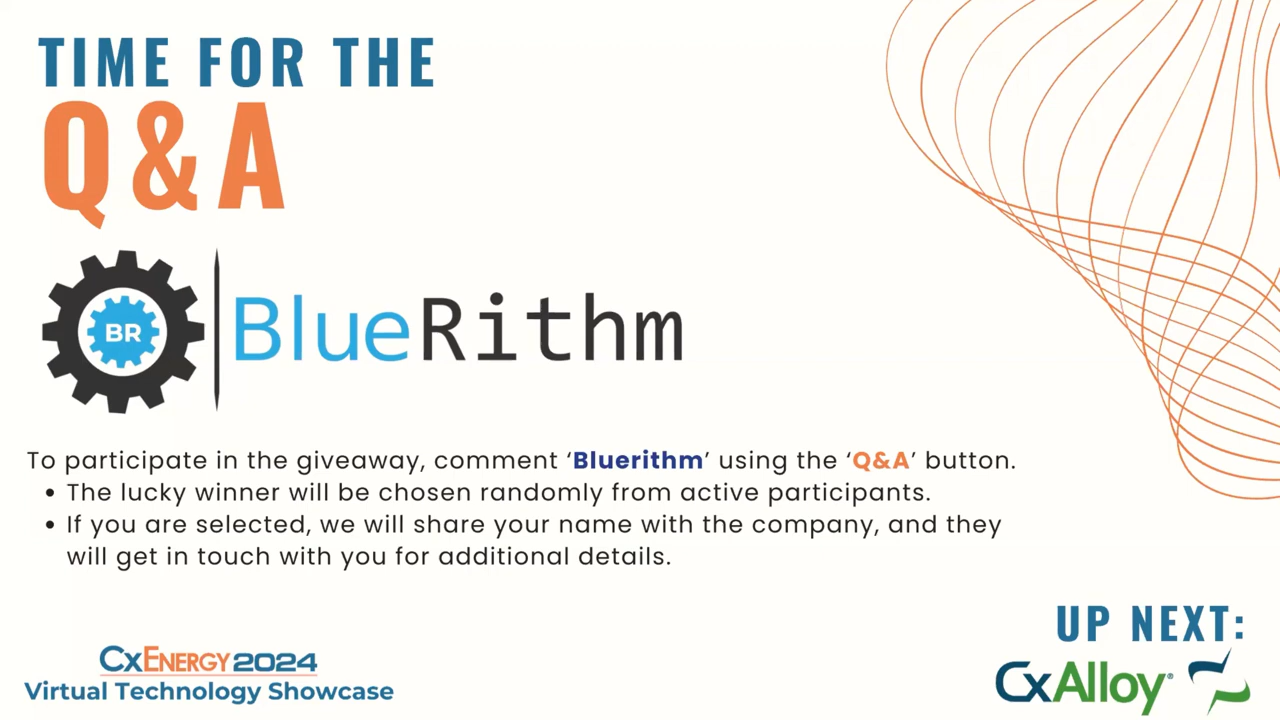 TIME FOR THE
Q&A
BR
BlueRithm
To participate in the giveaway, comment ‘Bluerithm’ using the ‘Q&A’ button.
• The lucky winner will be chosen randomly from active participants.
• If you are selected, we will share your name with the company, and they
will get in touch with you for additional details.
UP NEXT:
CxAlloy®
CxEnergy 2024
Virtual Technology Showcase